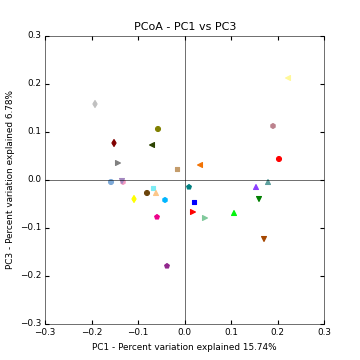 PCoA - PC1 vs PC3
0.3
0.2
0.1
0.0
−0.1
−0.2
−0.3
−0.3 −0.2 −0.1 0.0 0.1 0.2 0.3
PC3 - Percent variation explained 6.78%
PC1 - Percent variation explained 15.74%